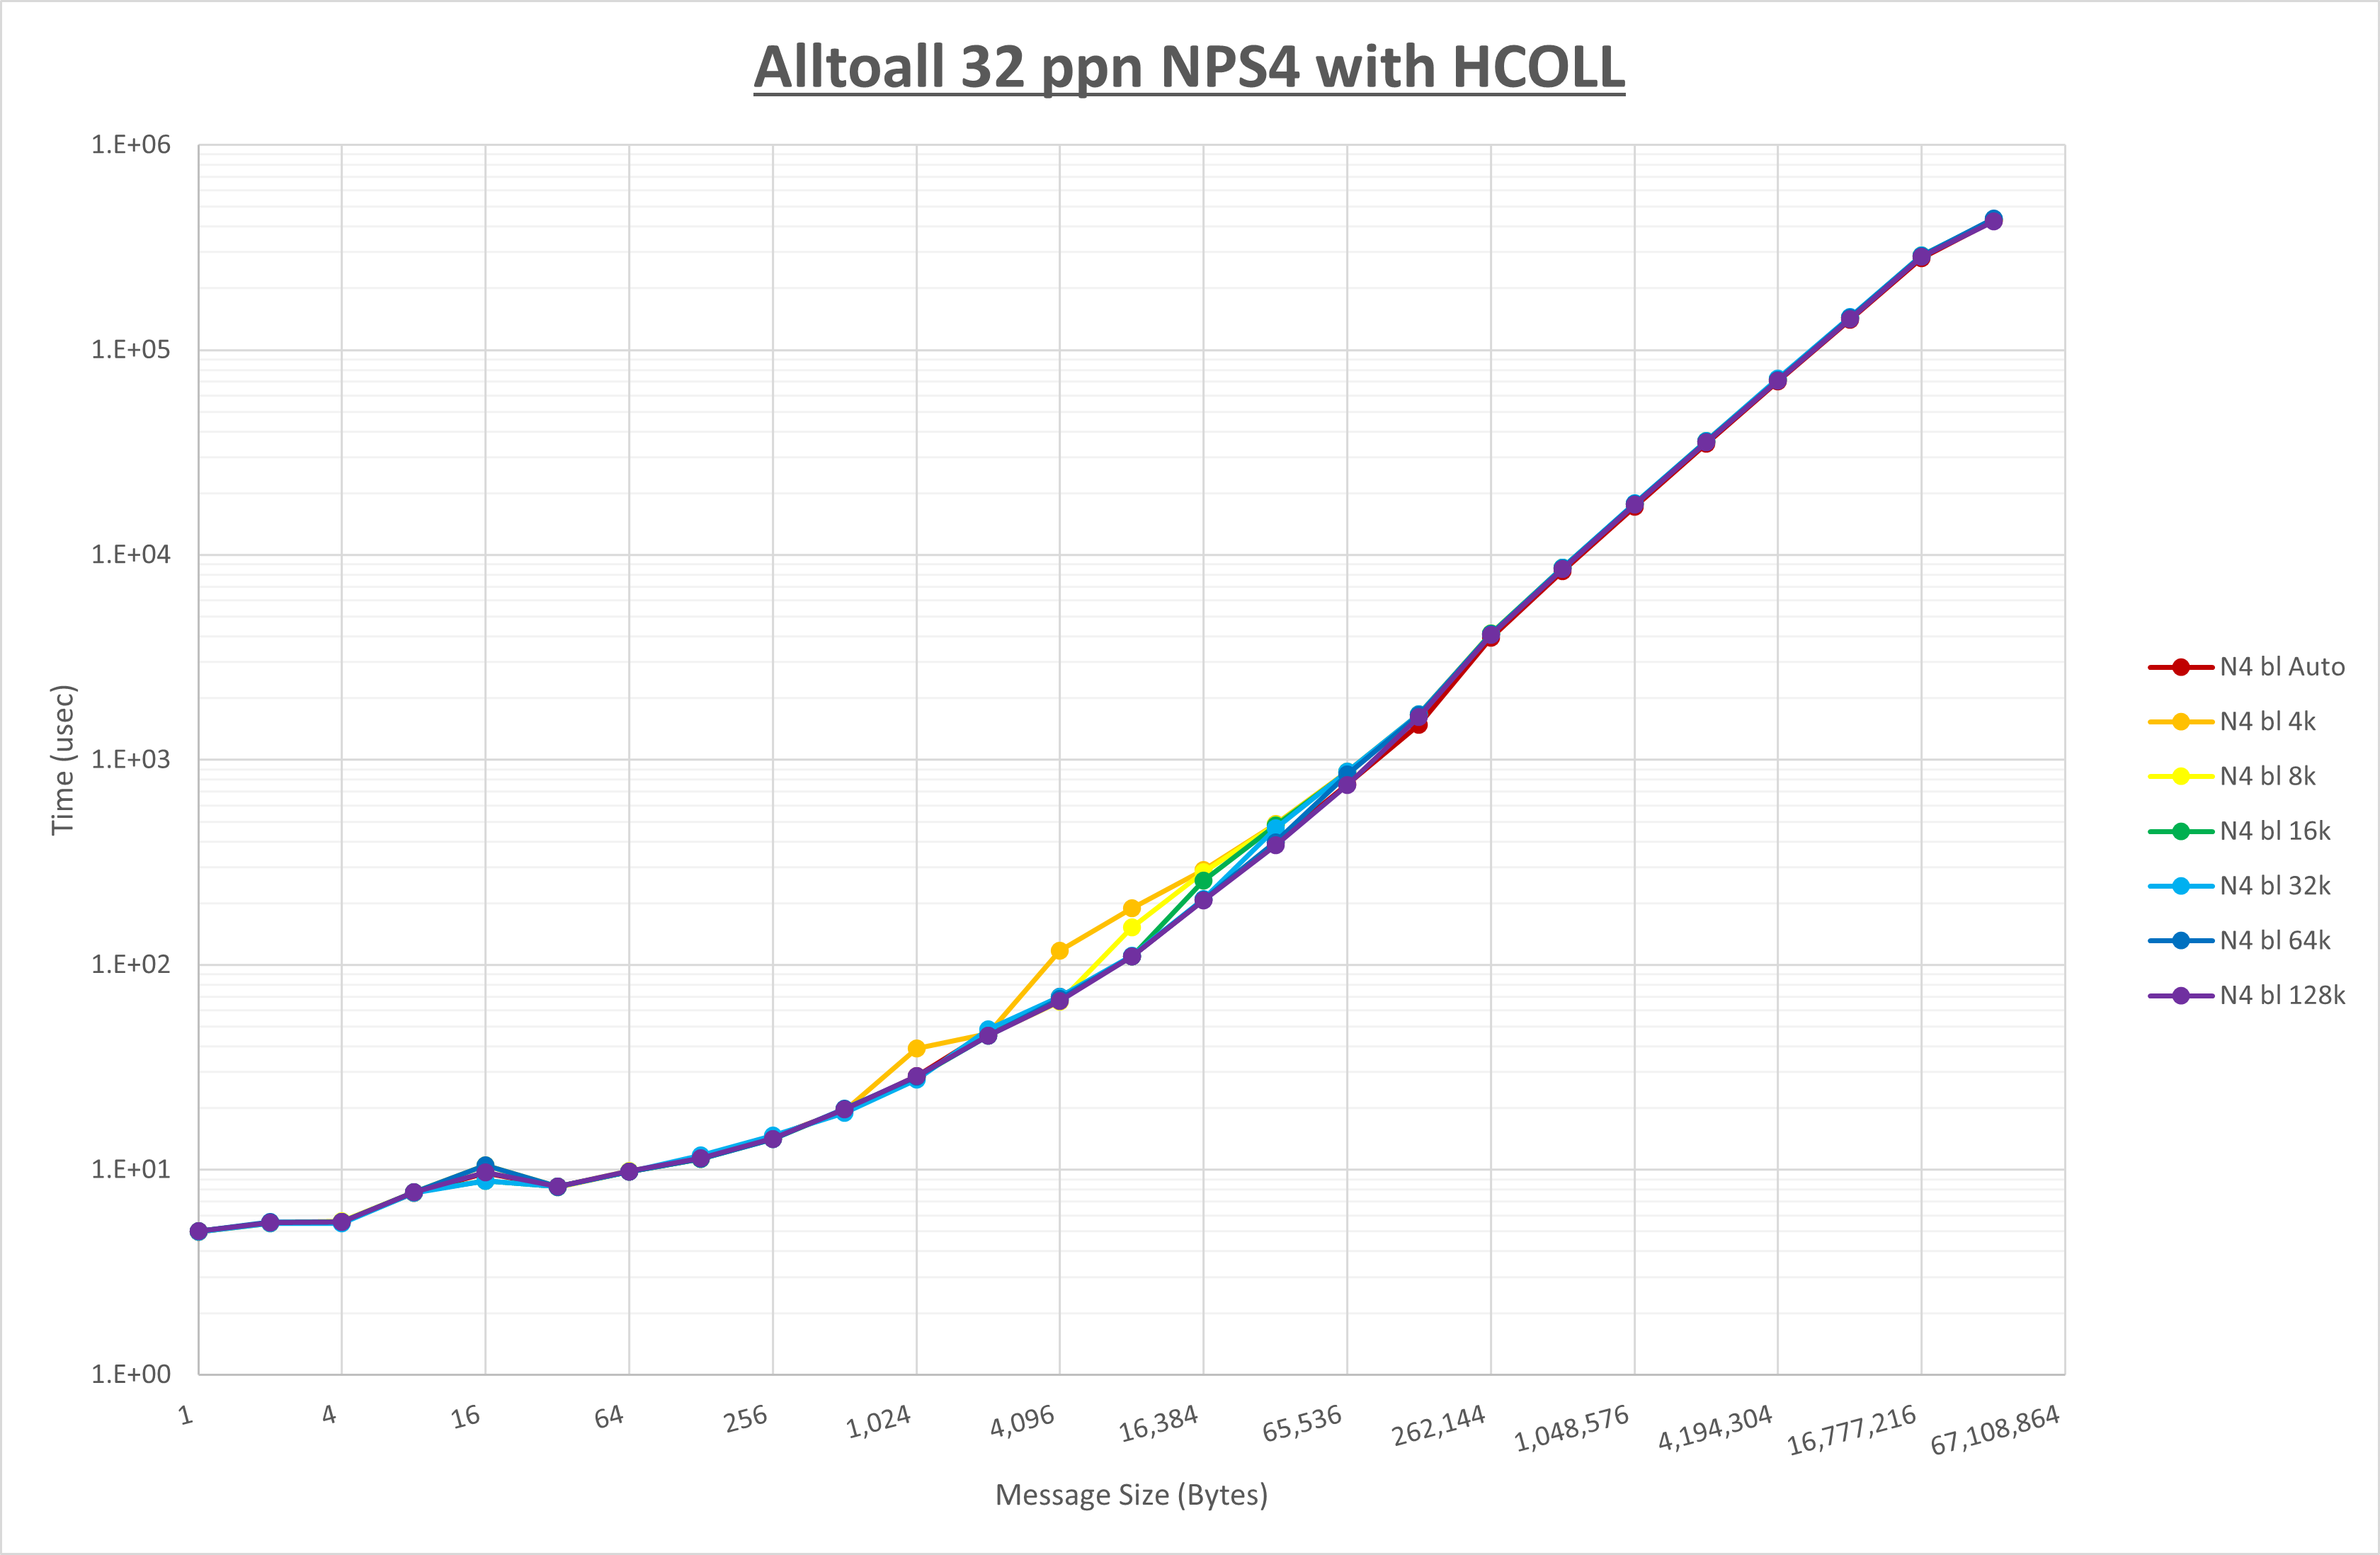 Alltoall 32 ppn NPS4 with HCOLL
1.E+06
1.E+05
1.E+04
1.E+03
1.E+02
1.E+01
1.E+00
Time (usec)
1
4
16
64
256
1,024
4,096
16,384
65,536
262,144
1,048,576
4,194,304
16,777,216
67,108,864
Message Size (Bytes)
N4 bl Auto
N4 bl 4k
N4 bl 8k
N4 bl 16k
N4 bl 32k
N4 bl 64k
N4 bl 128k